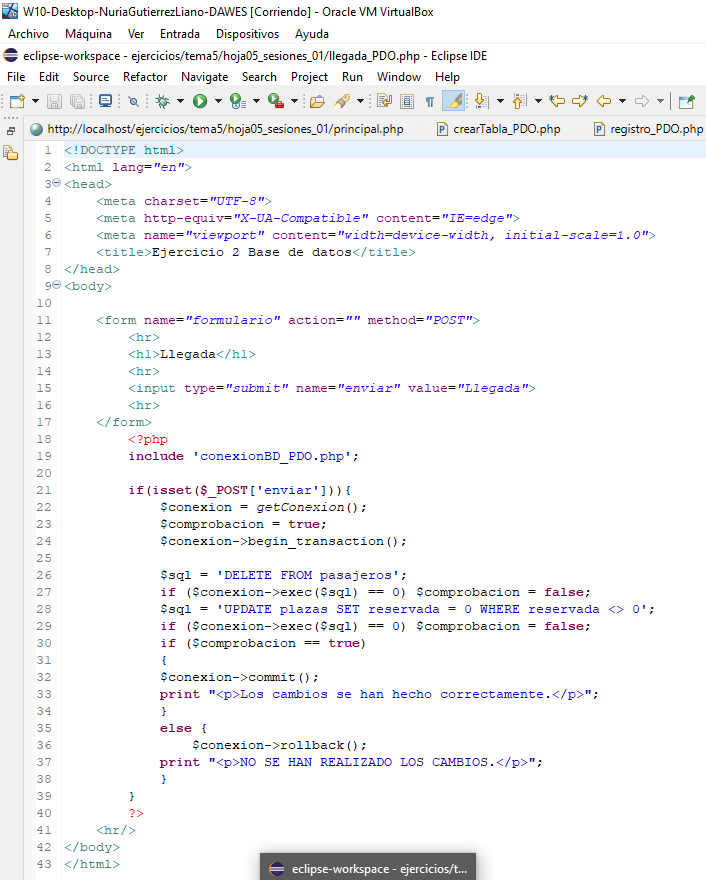 W10-Desktop-NuriaGutierrezLiano-DAWES [Corriendo] - Oracle VM VirtualBox
Archivo Máquina Ver Entrada Dispositivos Ayuda
eclipse-workspace - ejercicios/tema5/hoja05_sesiones_01/llegada_PDO.php - Eclipse IDE
File Edit Source Refactor Navigate Search Project Run Window Help
http://localhost/ejercicios/tema5/hoja05_sesiones_01/principal.php crearTabla_PDO.php registro_PDO.php
1 <!DOCTYPE html>
2 <html lang="en">
3 <head>
4 <meta charset="UTF-8">
5 <meta http-equiv="X-UA-Compatible" content="IE=edge">
6 <meta name="viewport" content="width=device-width, initial-scale=1.0">
7 <title>Ejercicio 2 Base de datos</title>
8 </head>
9 <body>
10
11 <form name="formulario" action="" method="POST">
12 <hr>
13 <h1>Llegada</h1>
14 <hr>
15 <input type="submit" name="enviar" value="Llegada">
16 <hr>
17 </form>
18 <?php
19 include 'conexionBD_PDO.php';
20
21 if(isset($_POST['enviar'])){
22 $conexion = getConexion();
23 $comprobacion = true;
24 $conexion->begin_transaction();
25
26 $sql = 'DELETE FROM pasajeros';
27 if ($conexion->exec($sql) == 0) $comprobacion = false;
28 $sql = 'UPDATE plazas SET reservada = 0 WHERE reservada <> 0';
29 if ($conexion->exec($sql) == 0) $comprobacion = false;
30 if ($comprobacion == true)
31 {
32 $conexion->commit();
33 print "<p>Los cambios se han hecho correctamente.</p>";
34 }
35 else {
36 $conexion->rollback();
37 print "<p>NO SE HAN REALIZADO LOS CAMBIOS.</p>";
38 }
39 }
40 ?>
41 <hr/>
42 </body>
43 </html>
eclipse-workspace - ejercicios/t...